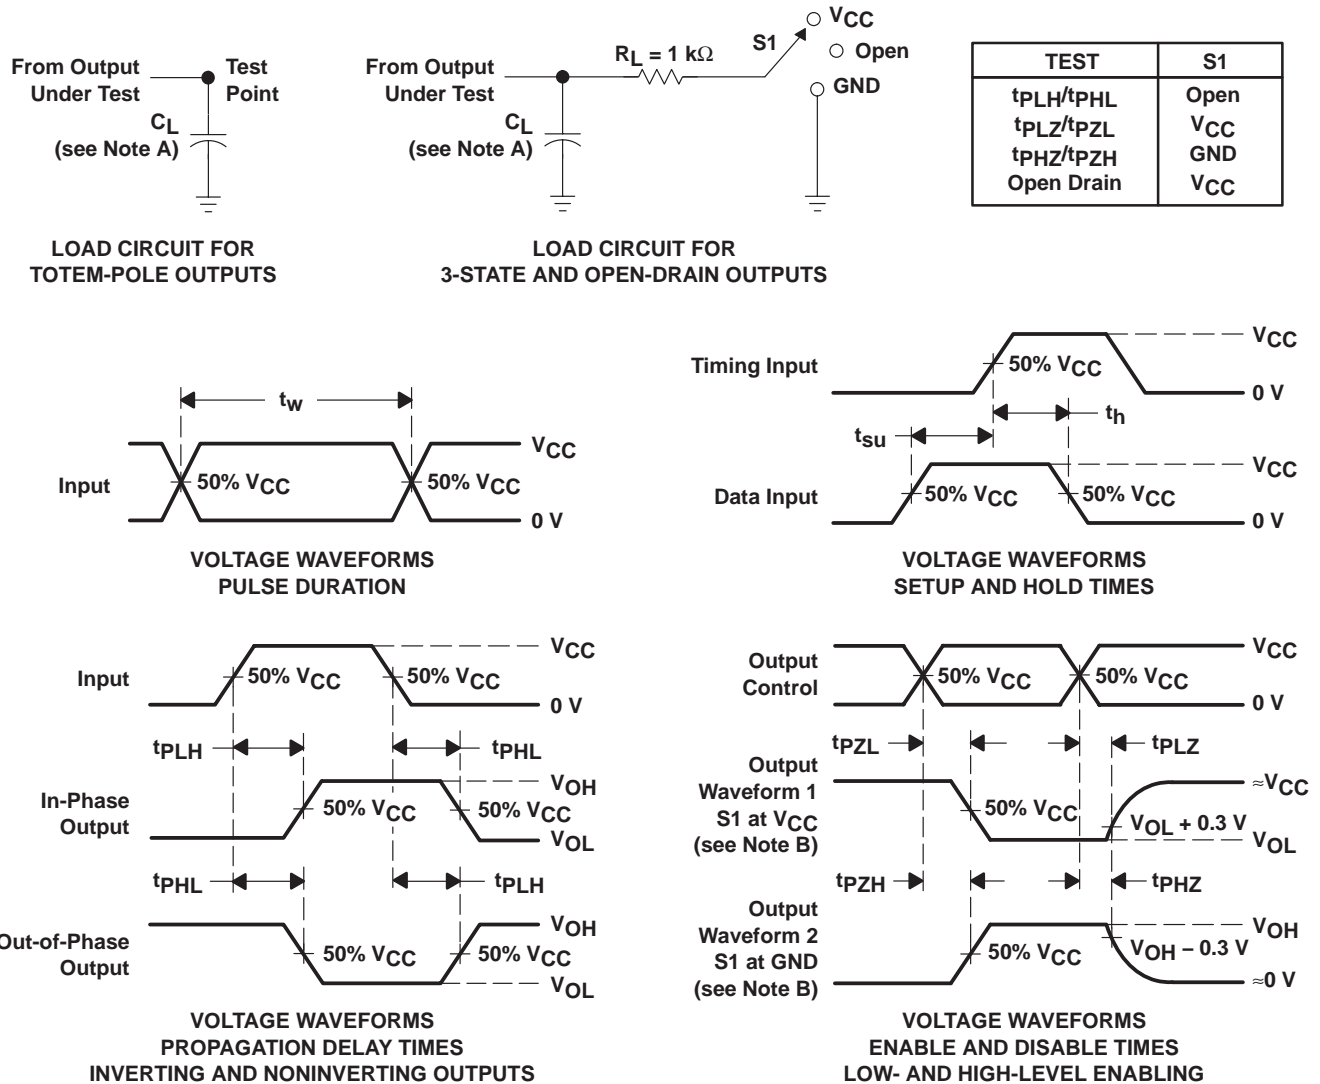 From Output
Under Test
Test
Point
CL
(see Note A)
LOAD CIRCUIT FOR
TOTEM-POLE OUTPUTS
From Output
Under Test
RL = 1 kΩ
S1
VCC
Open
GND
CL
(see Note A)
LOAD CIRCUIT FOR
3-STATE AND OPEN-DRAIN OUTPUTS
TEST S1
tPLH/tPHL Open
tPLZ/tPZL VCC
tPHZ/tPZH GND
Open Drain VCC
tw
Input
50% VCC
50% VCC
VCC
0 V
VOLTAGE WAVEFORMS
PULSE DURATION
Timing Input
50% VCC
VCC
0 V
tsu
th
Data Input
50% VCC
50% VCC
VCC
0 V
VOLTAGE WAVEFORMS
SETUP AND HOLD TIMES
Input
50% VCC
50% VCC
VCC
0 V
tPLH
tPHL
In-Phase
Output
50% VCC
50% VCC
VOH
VOL
tPHL
tPLH
Out-of-Phase
Output
50% VCC
50% VCC
VOH
VOL
VOLTAGE WAVEFORMS
PROPAGATION DELAY TIMES
INVERTING AND NONINVERTING OUTPUTS
Output
Control
50% VCC
50% VCC
VCC
0 V
tPZL
tPLZ
Output
Waveform 1
S1 at VCC
(see Note B)
50% VCC
≈VCC
VOL + 0.3 V
VOL
tPZH
tPHZ
Output
Waveform 2
S1 at GND
(see Note B)
50% VCC
VOH
VOH − 0.3 V
≈0 V
VOLTAGE WAVEFORMS
ENABLE AND DISABLE TIMES
LOW- AND HIGH-LEVEL ENABLING